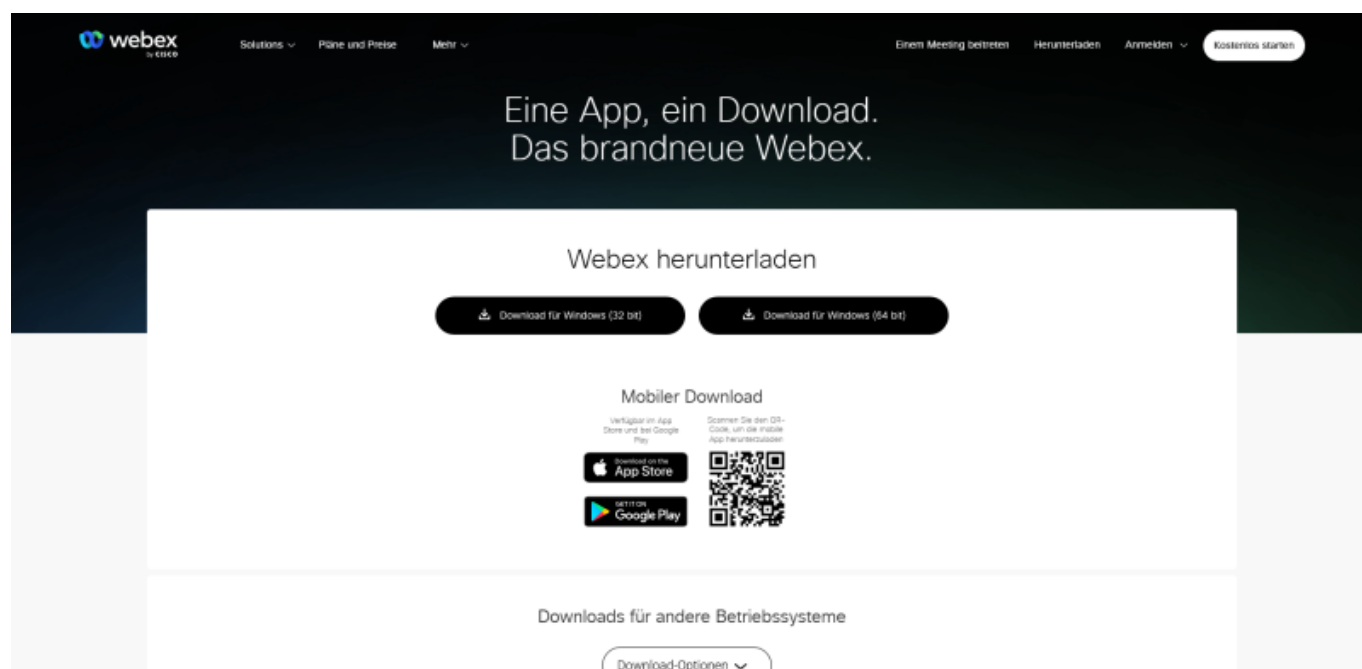 webex
by CISCO
Solutions
Pläne und Preise
Mehr
Einem Meeting beitreten
Herunterladen
Anmelden
Kostenlos starten
Eine App, ein Download.
Das brandneue Webex.
Webex herunterladen
Download für Windows (32 bit)
Download für Windows (64 bit)
Mobiler Download
Verfügbar im App
Store und bei Google
Play
Scannen Sie den QR-
Code, um die mobile
App herunterzuladen
Download on the
App Store
GET IT ON
Google Play
Downloads für andere Betriebssysteme
Download-Optionen